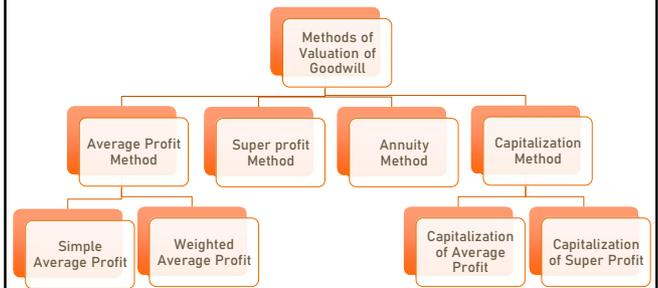 Methods of
Valuation of
Goodwill
Average Profit
Method
Super profit
Method
Annuity
Method
Capitalization
Method
Simple
Average Profit
Weighted
Average Profit
Capitalization
of Average
Profit
Capitalization
of Super Profit